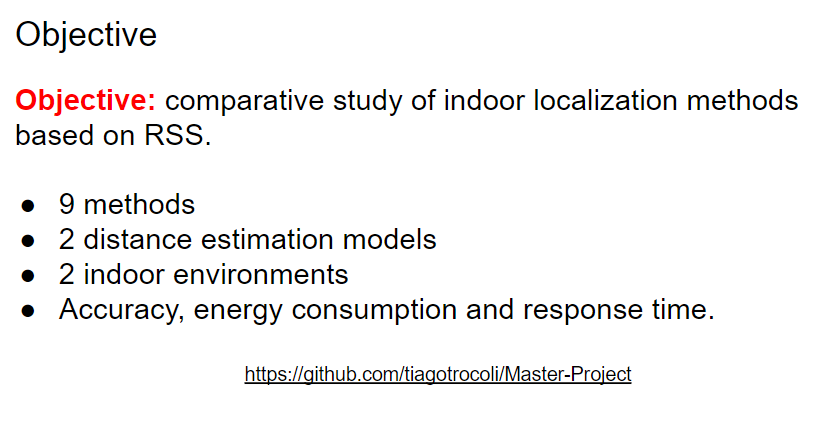 Objective
Objective: comparative study of indoor localization methods
based on RSS.
● 9 methods
● 2 distance estimation models
● 2 indoor environments
● Accuracy, energy consumption and response time.
https://github.com/tiagotrocoli/Master-Project